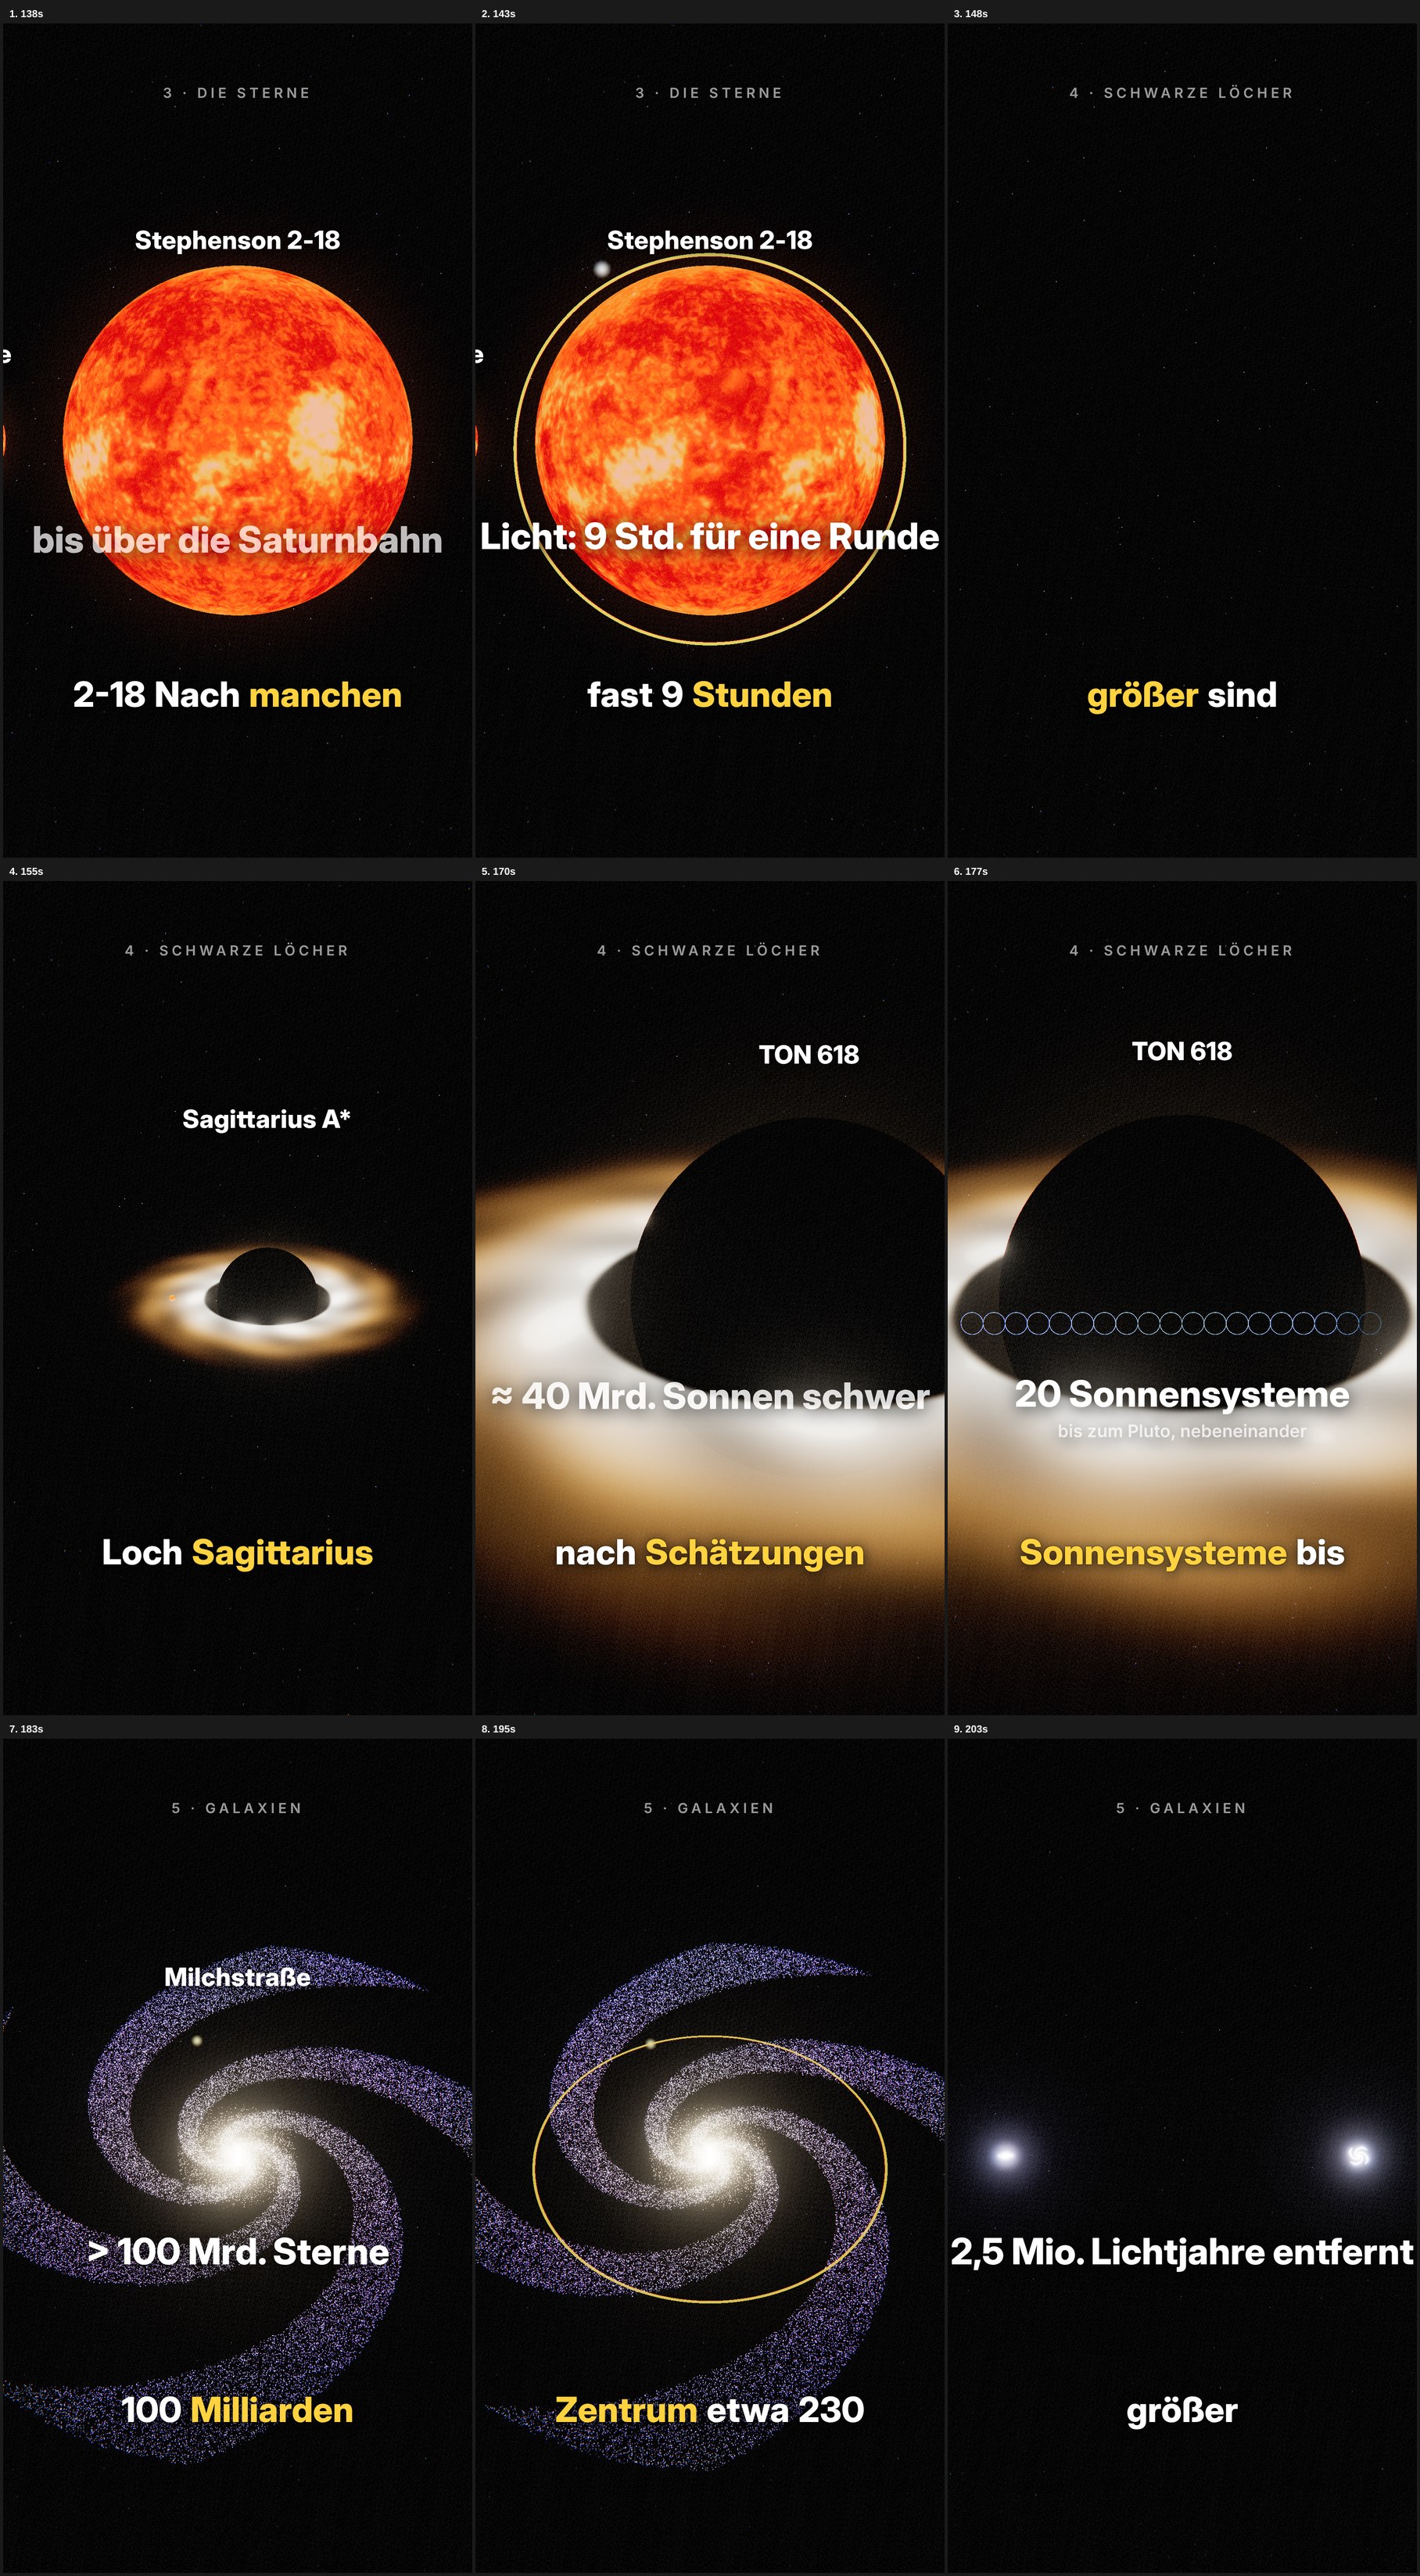 1. 138s
3 · DIE STERNE
Stephenson 2-18
e
bis über die Saturnbahn
2-18 Nach manchen
2. 143s
3 · DIE STERNE
Stephenson 2-18
e
Licht: 9 Std. für eine Runde
fast 9 Stunden
3. 148s
4 · SCHWARZE LÖCHER
größer sind
4. 155s
4 · SCHWARZE LÖCHER
Sagittarius A*
Loch Sagittarius
5. 170s
4 · SCHWARZE LÖCHER
TON 618
≈ 40 Mrd. Sonnen schwer
nach Schätzungen
6. 177s
4 · SCHWARZE LÖCHER
TON 618
20 Sonnensysteme
bis zum Pluto, nebeneinander
Sonnensysteme bis
7. 183s
5 · GALAXIEN
Milchstraße
> 100 Mrd. Sterne
100 Milliarden
8. 195s
5 · GALAXIEN
Zentrum etwa 230
9. 203s
5 · GALAXIEN
2,5 Mio. Lichtjahre entfernt
größer